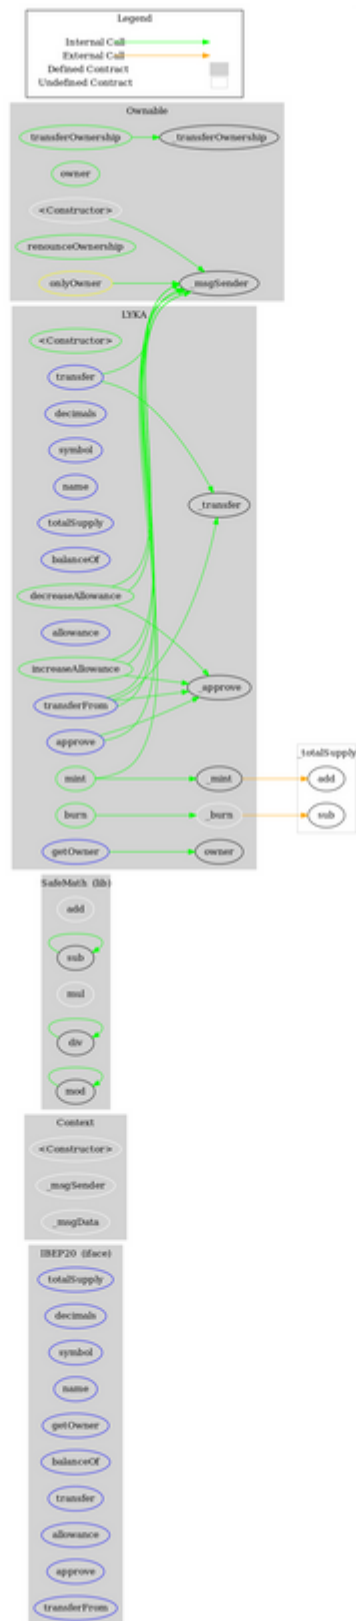 Legend
Internal Call
External Call
Defined Contract
Undefined Contract
Ownable
transferOwnership
_transferOwnership
owner
<Constructor>
renounceOwnership
onlyOwner
_msgSender
LYKA
<Constructor>
transfer
decimals
symbol
_transfer
name
totalSupply
balanceOf
decreaseAllowance
allowance
increaseAllowance
_approve
transferFrom
approve
_totalSupply
mint
_mint
add
burn
_burn
sub
getOwner
owner
SafeMath (lib)
add
sub
mul
div
mod
Context
<Constructor>
_msgSender
_msgData
IBEP20 (iface)
totalSupply
decimals
symbol
name
getOwner
balanceOf
transfer
allowance
approve
transferFrom